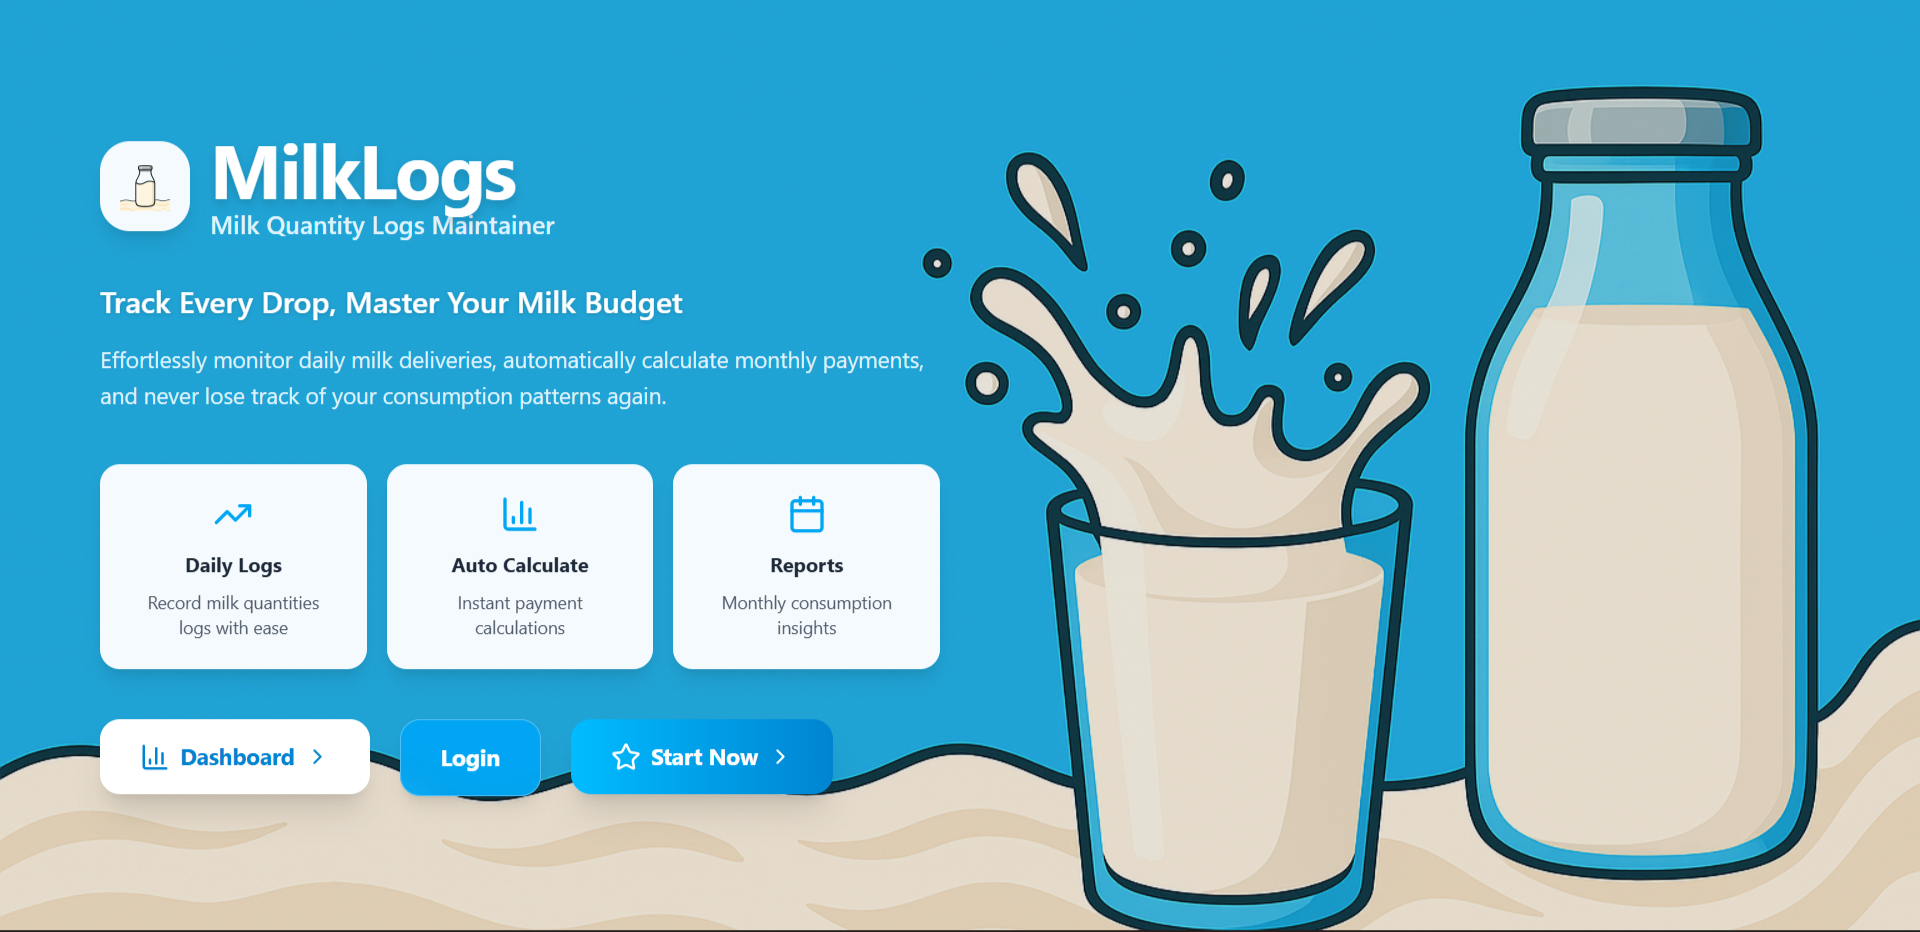 MilkLogs
Milk Quantity Logs Maintainer
Track Every Drop, Master Your Milk Budget
Effortlessly monitor daily milk deliveries, automatically calculate monthly payments,
and never lose track of your consumption patterns again.
Daily Logs
Record milk quantities
logs with ease
Auto Calculate
Instant payment
calculations
Reports
Monthly consumption
insights
Dashboard
Login
Start Now